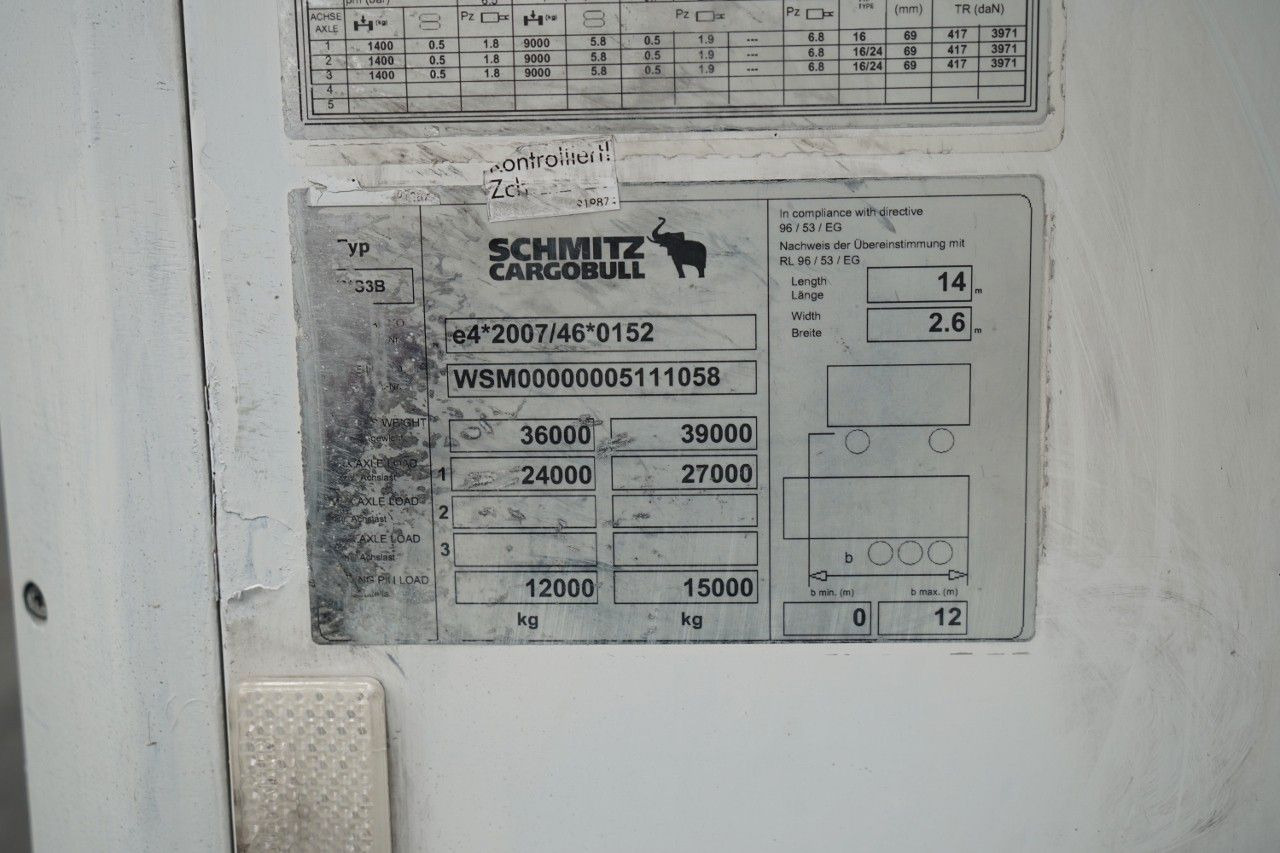 pm (bar)
ACHSE Pz Pz Pz TYPE (mm) TR (daN)
AXLE
1 1400 0.5 1.8 9000 5.8 0.5 1.9 --- 6.8 16 69 417 3971
2 1400 0.5 1.8 9000 5.8 0.5 1.9 --- 6.8 16/24 69 417 3971
3 1400 0.5 1.8 9000 5.8 0.5 1.9 --- 6.8 16/24 69 417 3971
4
5
Kontrolliert!
SCHMITZ
CARGOBULL
e4*2007/46*0152
WSM00000005111058
WEIGHT 36000 39000
AXLE LOAD 1 24000 27000
Achslast
AXLE LOAD 2
Achslast
AXLE LOAD 3
Achslast
LOAD 12000 15000
kg kg
In compliance with directive
96 / 53 / EG
Nachweis der Übereinstimmung mit
RL 96 / 53 / EG
Length 14 m
Länge
Width 2.6 m
Breite
b
b min. (m) b max. (m)
0 12